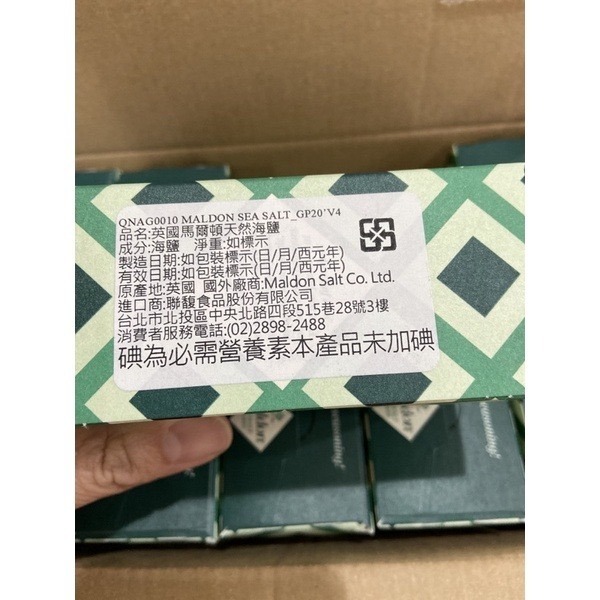 QNAG0010 MALDON SEA SALT_GP20'V4
品名:英國馬爾頓天然海鹽
成分:海鹽 淨重:如標示
製造日期:如包裝標示(日/月/西元年)
有效日期:如包裝標示(日/月/西元年)
原產地:英國 國外廠商:Maldon Salt Co. Ltd.
進口商:聯馥食品股份有限公司
台北市北投區中央北路四段515巷28號3樓
消費者服務電話:(02)2898-2488
碘為必需營養素本產品未加碘